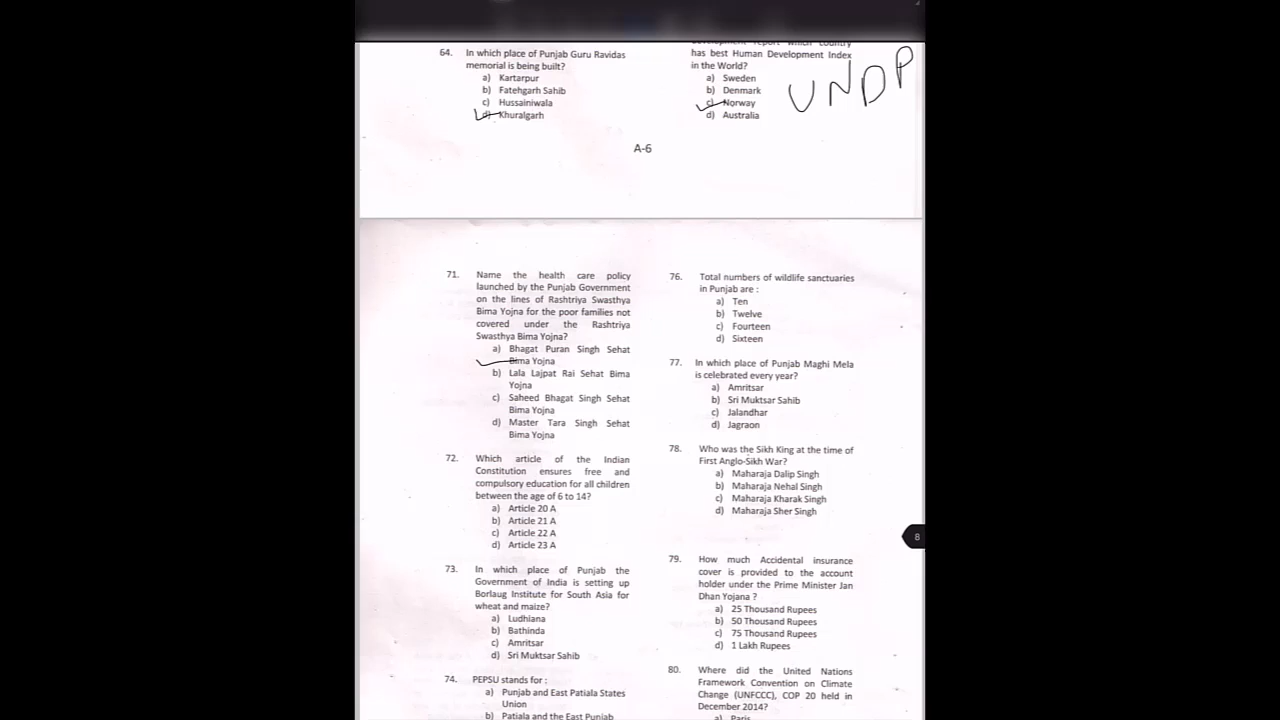 64. In which place of Punjab Guru Ravidas
memorial is being built?
a) Kartarpur
b) Fatehgarh Sahib
c) Hussainiwala
d) Khuralgarh
has best Human Development Index
in the World?
a) Sweden
b) Denmark
c) Norway
d) Australia
UNDP
A-6
71. Name the health care policy
launched by the Punjab Government
on the lines of Rashtriya Swasthya
Bima Yojna for the poor families not
covered under the Rashtriya
Swasthya Bima Yojna?
a) Bhagat Puran Singh Sehat
Bima Yojna
b) Lala Lajpat Rai Sehat Bima
Yojna
c) Saheed Bhagat Singh Sehat
Bima Yojna
d) Master Tara Singh Sehat
Bima Yojna
72. Which article of the Indian
Constitution ensures free and
compulsory education for all children
between the age of 6 to 14?
a) Article 20 A
b) Article 21 A
c) Article 22 A
d) Article 23 A
73. In which place of Punjab the
Government of India is setting up
Borlaug Institute for South Asia for
wheat and maize?
a) Ludhiana
b) Bathinda
c) Amritsar
d) Sri Muktsar Sahib
74. PEPSU stands for :
a) Punjab and East Patiala States
Union
b) Patiala and the East Punjab
76. Total numbers of wildlife sanctuaries
in Punjab are :
a) Ten
b) Twelve
c) Fourteen
d) Sixteen
77. In which place of Punjab Maghi Mela
is celebrated every year?
a) Amritsar
b) Sri Muktsar Sahib
c) Jalandhar
d) Jagraon
78. Who was the Sikh King at the time of
First Anglo-Sikh War?
a) Maharaja Dalip Singh
b) Maharaja Nehal Singh
c) Maharaja Kharak Singh
d) Maharaja Sher Singh
79. How much Accidental insurance
cover is provided to the account
holder under the Prime Minister Jan
Dhan Yojana ?
a) 25 Thousand Rupees
b) 50 Thousand Rupees
c) 75 Thousand Rupees
d) 1 Lakh Rupees
80. Where did the United Nations
Framework Convention on Climate
Change (UNFCCC), COP 20 held in
December 2014?
a) Paris
8